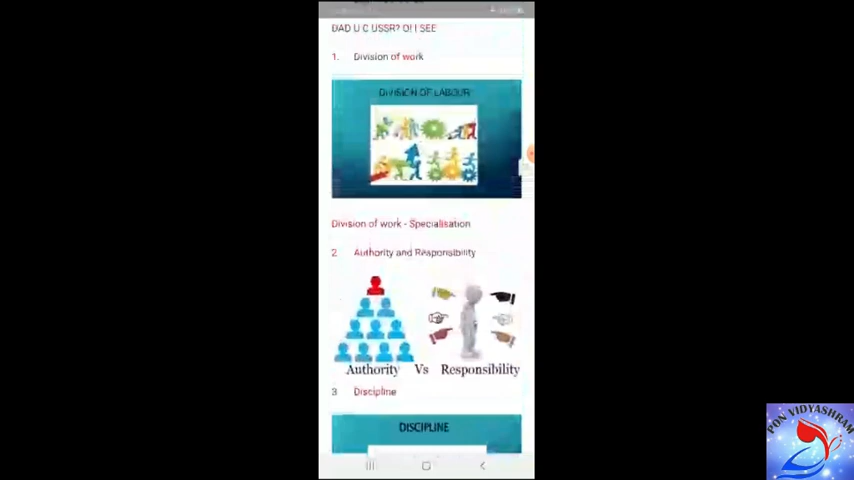 DAD U C USSR? O! I SEE
1. Division of work
DIVISION OF LABOUR
Division of work - Specialisation
2 Authority and Responsibility
Authority Vs Responsibility
3 Discipline
DISCIPLINE
PON VIDYASHRAM